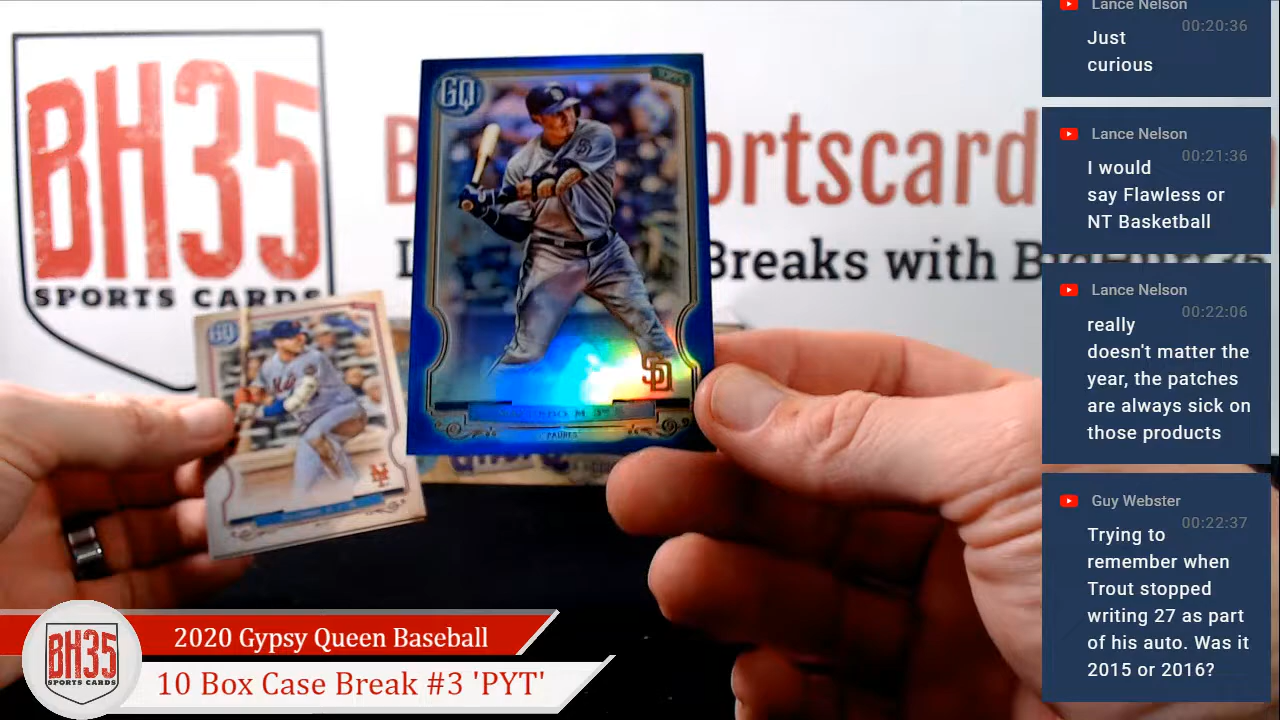 BH35
SPORTS CARDS
ortscard
Breaks with
GQ
SD
PADRES
GQ
NY
BH35
SPORTS CARDS
2020 Gypsy Queen Baseball
10 Box Case Break #3 'PYT'
Lance Nelson
00:20:36
Just
curious
Lance Nelson
00:21:36
I would
say Flawless or
NT Basketball
Lance Nelson
00:22:06
really
doesn't matter the
year, the patches
are always sick on
those products
Guy Webster
00:22:37
Trying to
remember when
Trout stopped
writing 27 as part
of his auto. Was it
2015 or 2016?